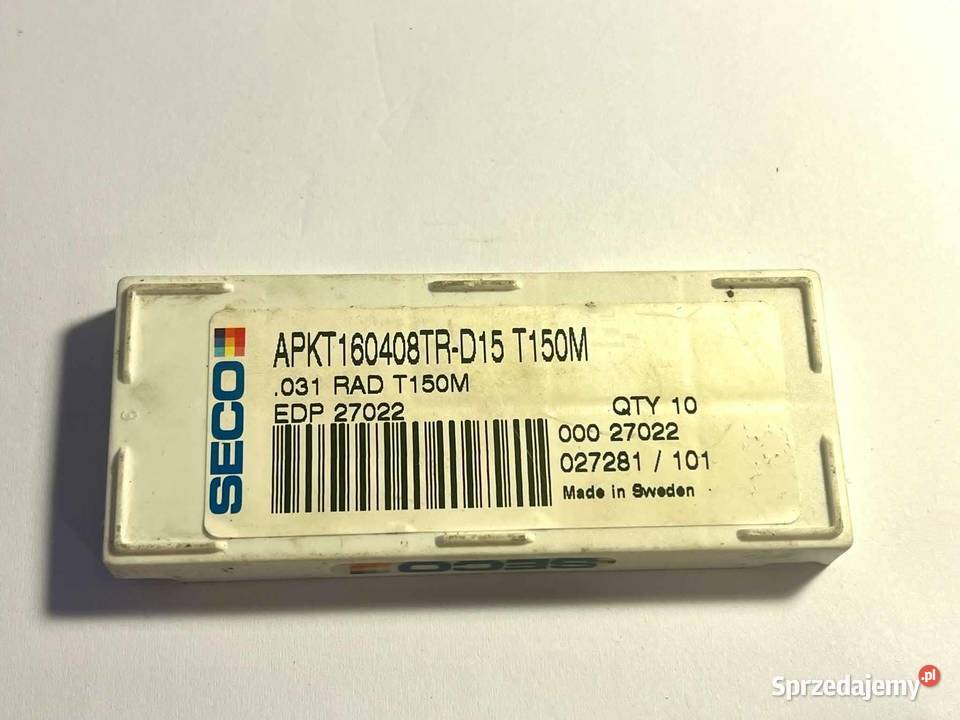 SECO
APKT160408TR-D15 T150M
.031 RAD T150M
EDP 27022
QTY 10
000 27022
027281 / 101
Made in Sweden
SECO
Sprzedajemy.pl